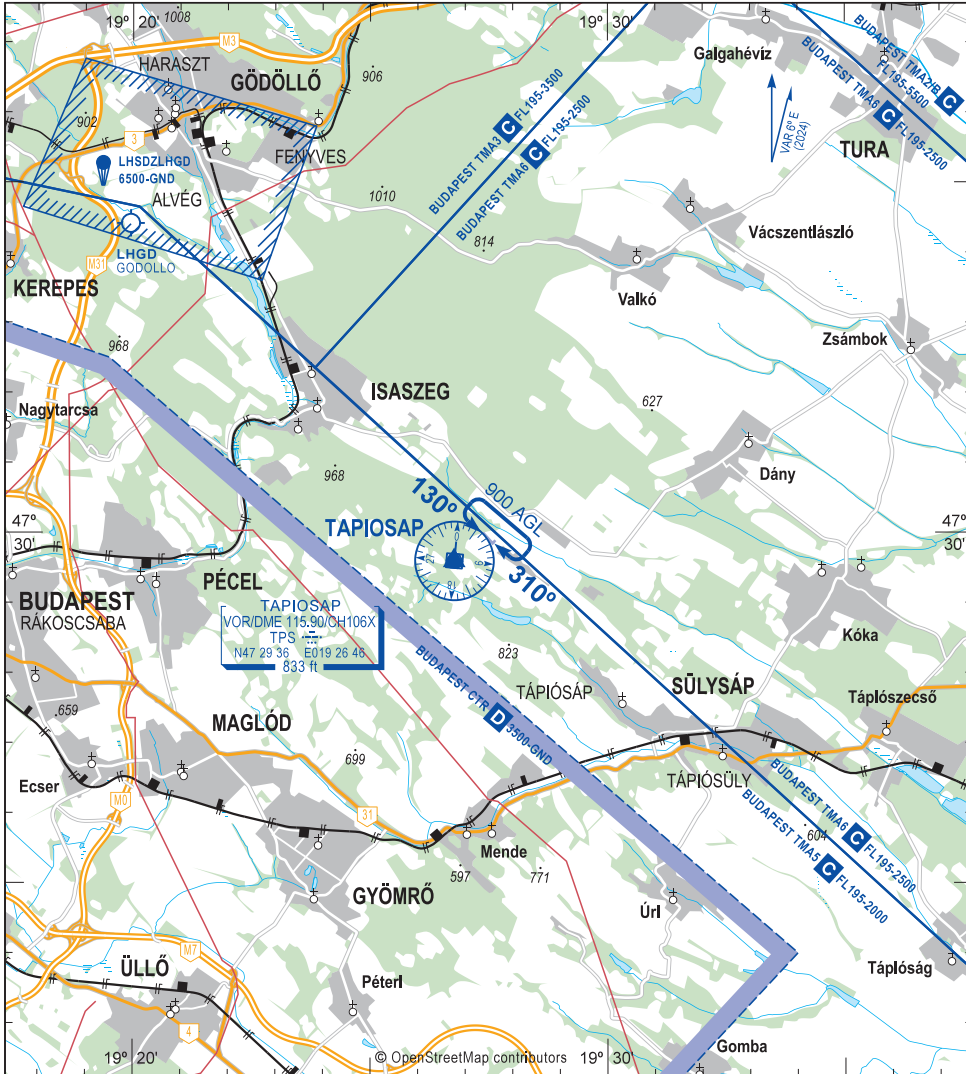 1008
19° 20'
19° 30'
M3
HARASZT
GÖDÖLLŐ
906
Galgahévíz
BUDAPEST TMA2/B C
FL195-5500
BUDAPEST TMA6 C FL195-2500
BUDAPEST TMA3 C FL195-3500
BUDAPEST TMA6 C FL195-2500
VAR 6° E
(2024)
902
3
TURA
FENYVES
LHSDZLHGD
6500-GND
ALVÉG
1010
814
Vácszentlászló
LHGD
GODOLLO
M31
KEREPES
Valkó
968
Zsámbok
ISASZEG
Nagytarcsa
627
968
Dány
130°
900 AGL
TAPIOSAP
0
9
18
27
310°
47°
30'
47°
30'
PÉCEL
BUDAPEST
RÁKOSCSABA
TAPIOSAP
VOR/DME 115.90/CH106X
TPS
N47 29 36 E019 26 46
833 ft
Kóka
823
BUDAPEST CTR D 3500-GND
TÁPIÓSÁP
SÜLYSÁP
Táplószecső
659
MAGLÓD
699
TÁPIÓSÜLY
Ecser
M0
31
BUDAPEST TMA6 C FL195-2500
BUDAPEST TMA5 C FL195-2000
604
Mende
597
771
GYÖMRŐ
Úrl
M7
ÜLLŐ
Péterl
Táplóság
4
19° 20'
© OpenStreetMap contributors
19° 30'
Gomba